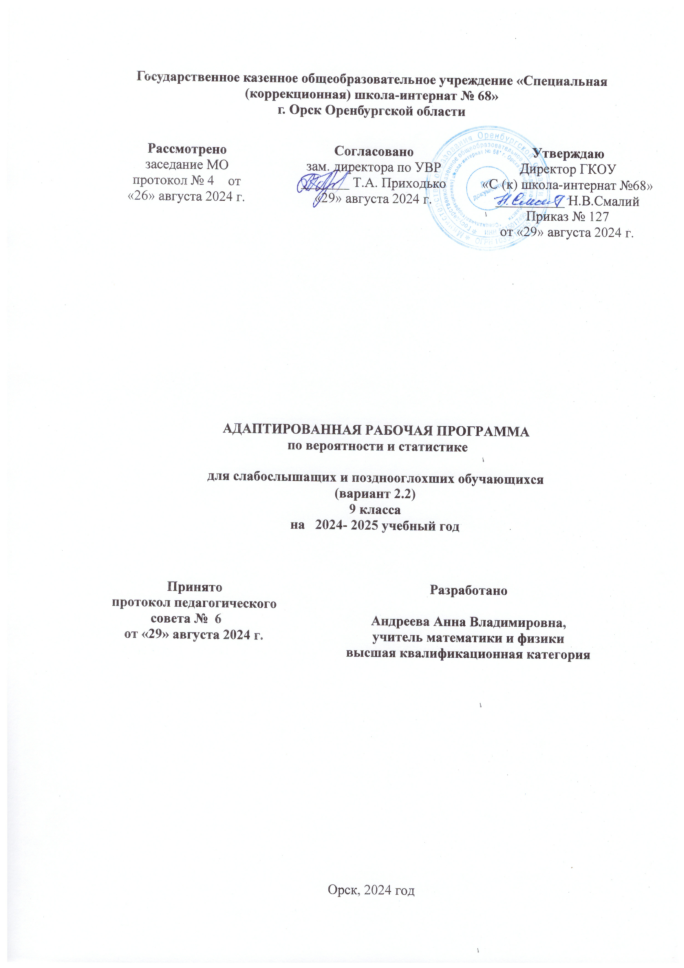 Государственное казенное общеобразовательное учреждение «Специальная
(коррекционная) школа-интернат № 68»
г. Орск Оренбургской области
Рассмотрено
заседание МО
протокол № 4 от
«26» августа 2024 г.
Согласовано
зам. директора по УВР
Т.А. Приходько
«29» августа 2024 г.
Утверждаю
Директор ГКОУ
«С (к) школа-интернат №68»
Н.В.Смалий
Приказ № 127
от «29» августа 2024 г.
АДАПТИРОВАННАЯ РАБОЧАЯ ПРОГРАММА
по вероятности и статистике
для слабослышащих и позднооглохших обучающихся
(вариант 2.2)
9 класса
на 2024- 2025 учебный год
Принято
протокол педагогического
совета № 6
от «29» августа 2024 г.
Разработано
Андреева Анна Владимировна,
учитель математики и физики
высшая квалификационная категория
Орск, 2024 год